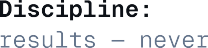 Discipline:
results — never